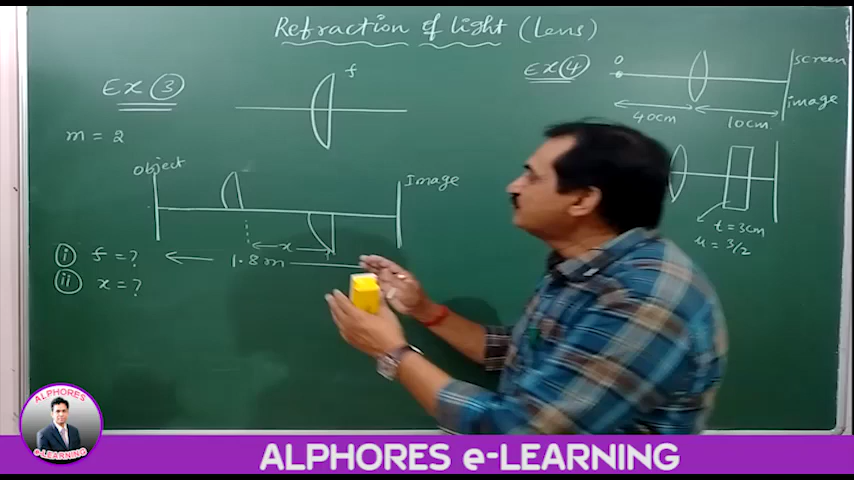 Refraction of light (Lens)
Ex ③
f
m = 2
Object
Image
x
1.8 m
(i) f = ?
(ii) x = ?
Ex ④
O
screen
image
40cm
10cm
t = 3cm
μ = 3/2
ALPHORES
e-LEARNING
ALPHORES e-LEARNING